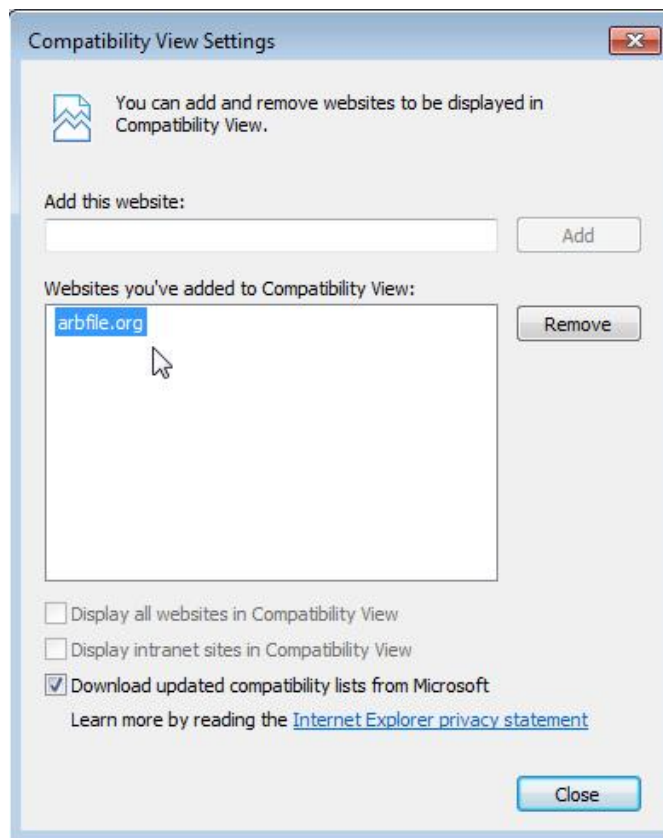 Compatibility View Settings
You can add and remove websites to be displayed in
Compatibility View.
Add this website:
Add
Websites you've added to Compatibility View:
arbfile.org
Remove
Display all websites in Compatibility View
Display intranet sites in Compatibility View
Download updated compatibility lists from Microsoft
Learn more by reading the Internet Explorer privacy statement
Close